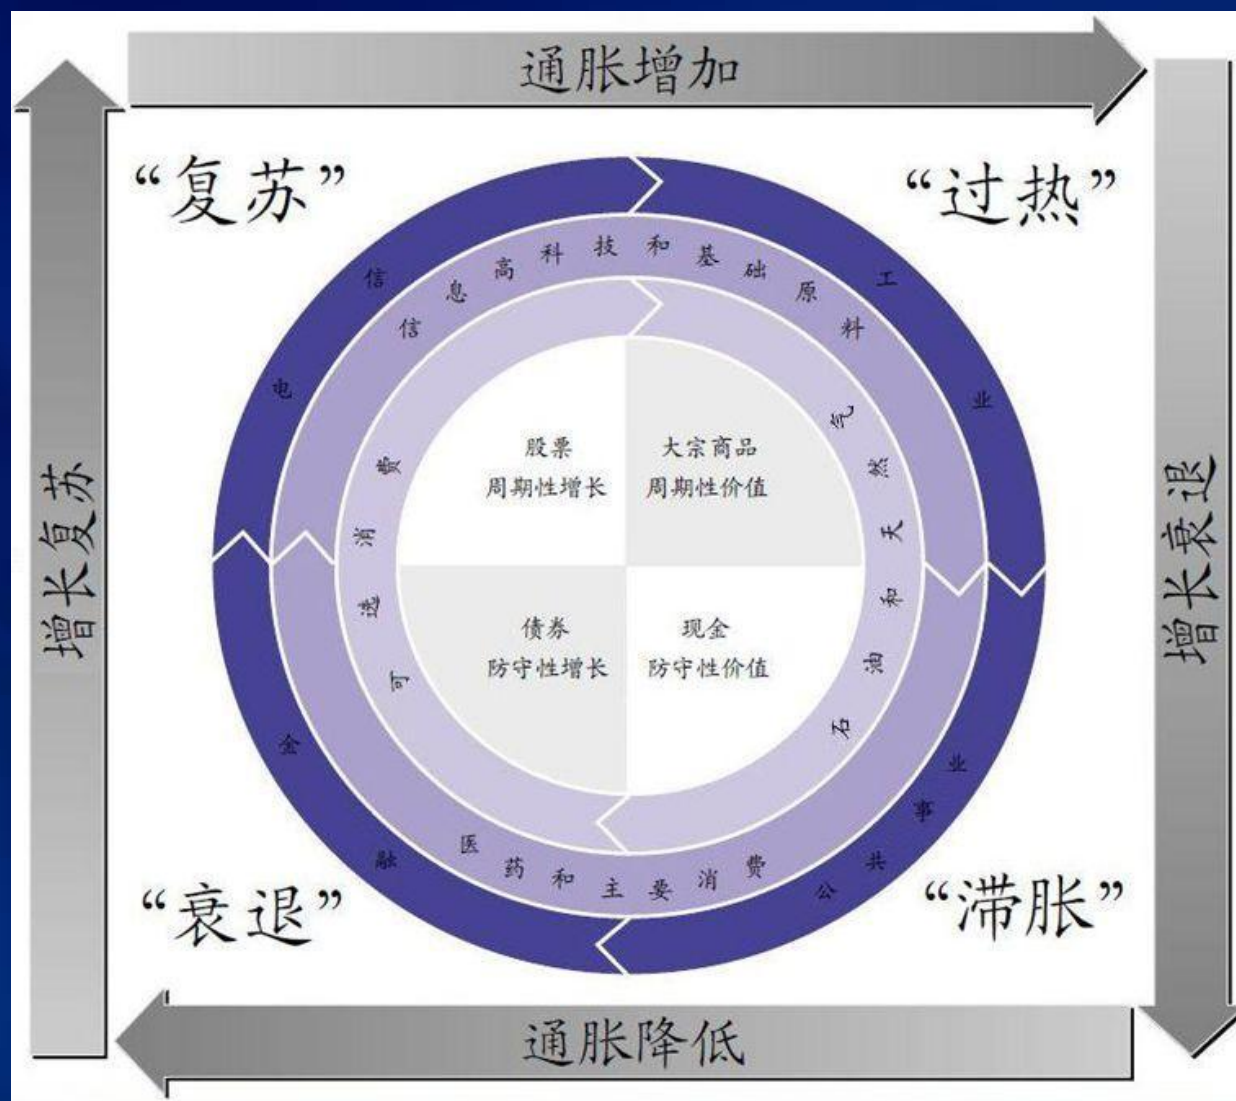 通胀增加
“复苏”
“过热”
电信
工业
信息高科技和基础原料
可选消费
石油和天然气
股票
周期性增长
大宗商品
周期性价值
增长复苏
增长衰退
债券
防守性增长
现金
防守性价值
金融
医药和主要消费
公共事业
“衰退”
“滞胀”
通胀降低